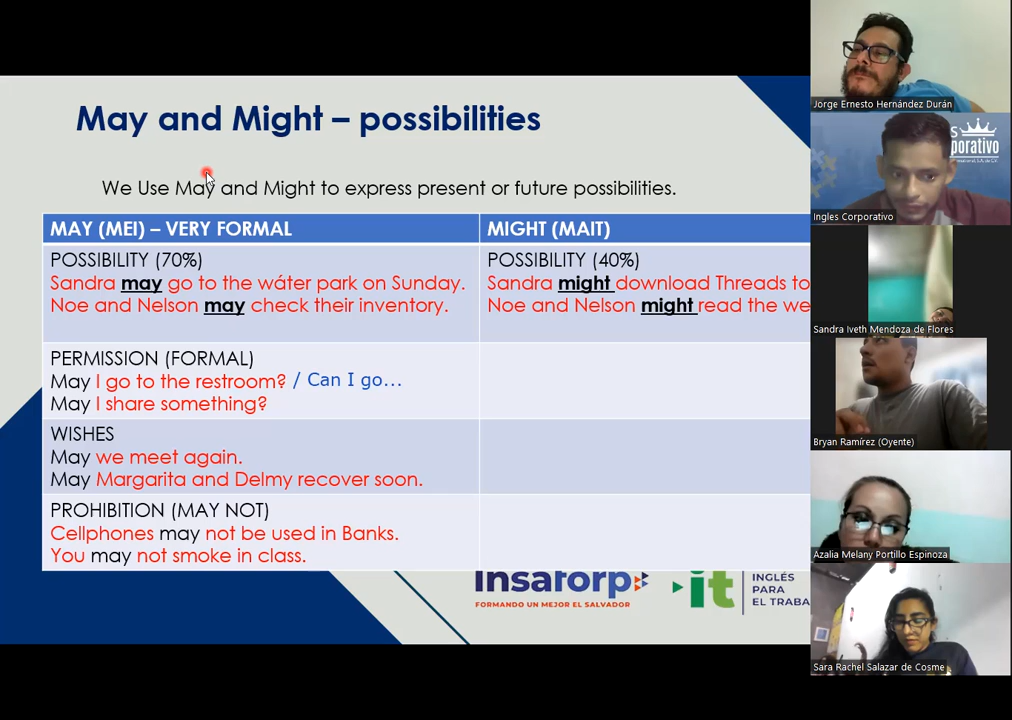 May and Might – possibilities
We Use May and Might to express present or future possibilities.
MAY (MEI) – VERY FORMAL
MIGHT (MAIT)
POSSIBILITY (70%)
Sandra may go to the wáter park on Sunday.
Noe and Nelson may check their inventory.
POSSIBILITY (40%)
Sandra might download Threads to
Noe and Nelson might read the we
PERMISSION (FORMAL)
May I go to the restroom? / Can I go...
May I share something?
WISHES
May we meet again.
May Margarita and Delmy recover soon.
PROHIBITION (MAY NOT)
Cellphones may not be used in Banks.
You may not smoke in class.
Insaforp
FORMANDO UN MEJOR EL SALVADOR
it
INGLÉS
PARA
EL TRABA
Jorge Ernesto Hernández Durán
S
porativo
Ingles Corporativo
Sandra Iveth Mendoza de Flores
Bryan Ramírez (Oyente)
Azalia Melany Portillo Espinoza
Sara Rachel Salazar de Cosme